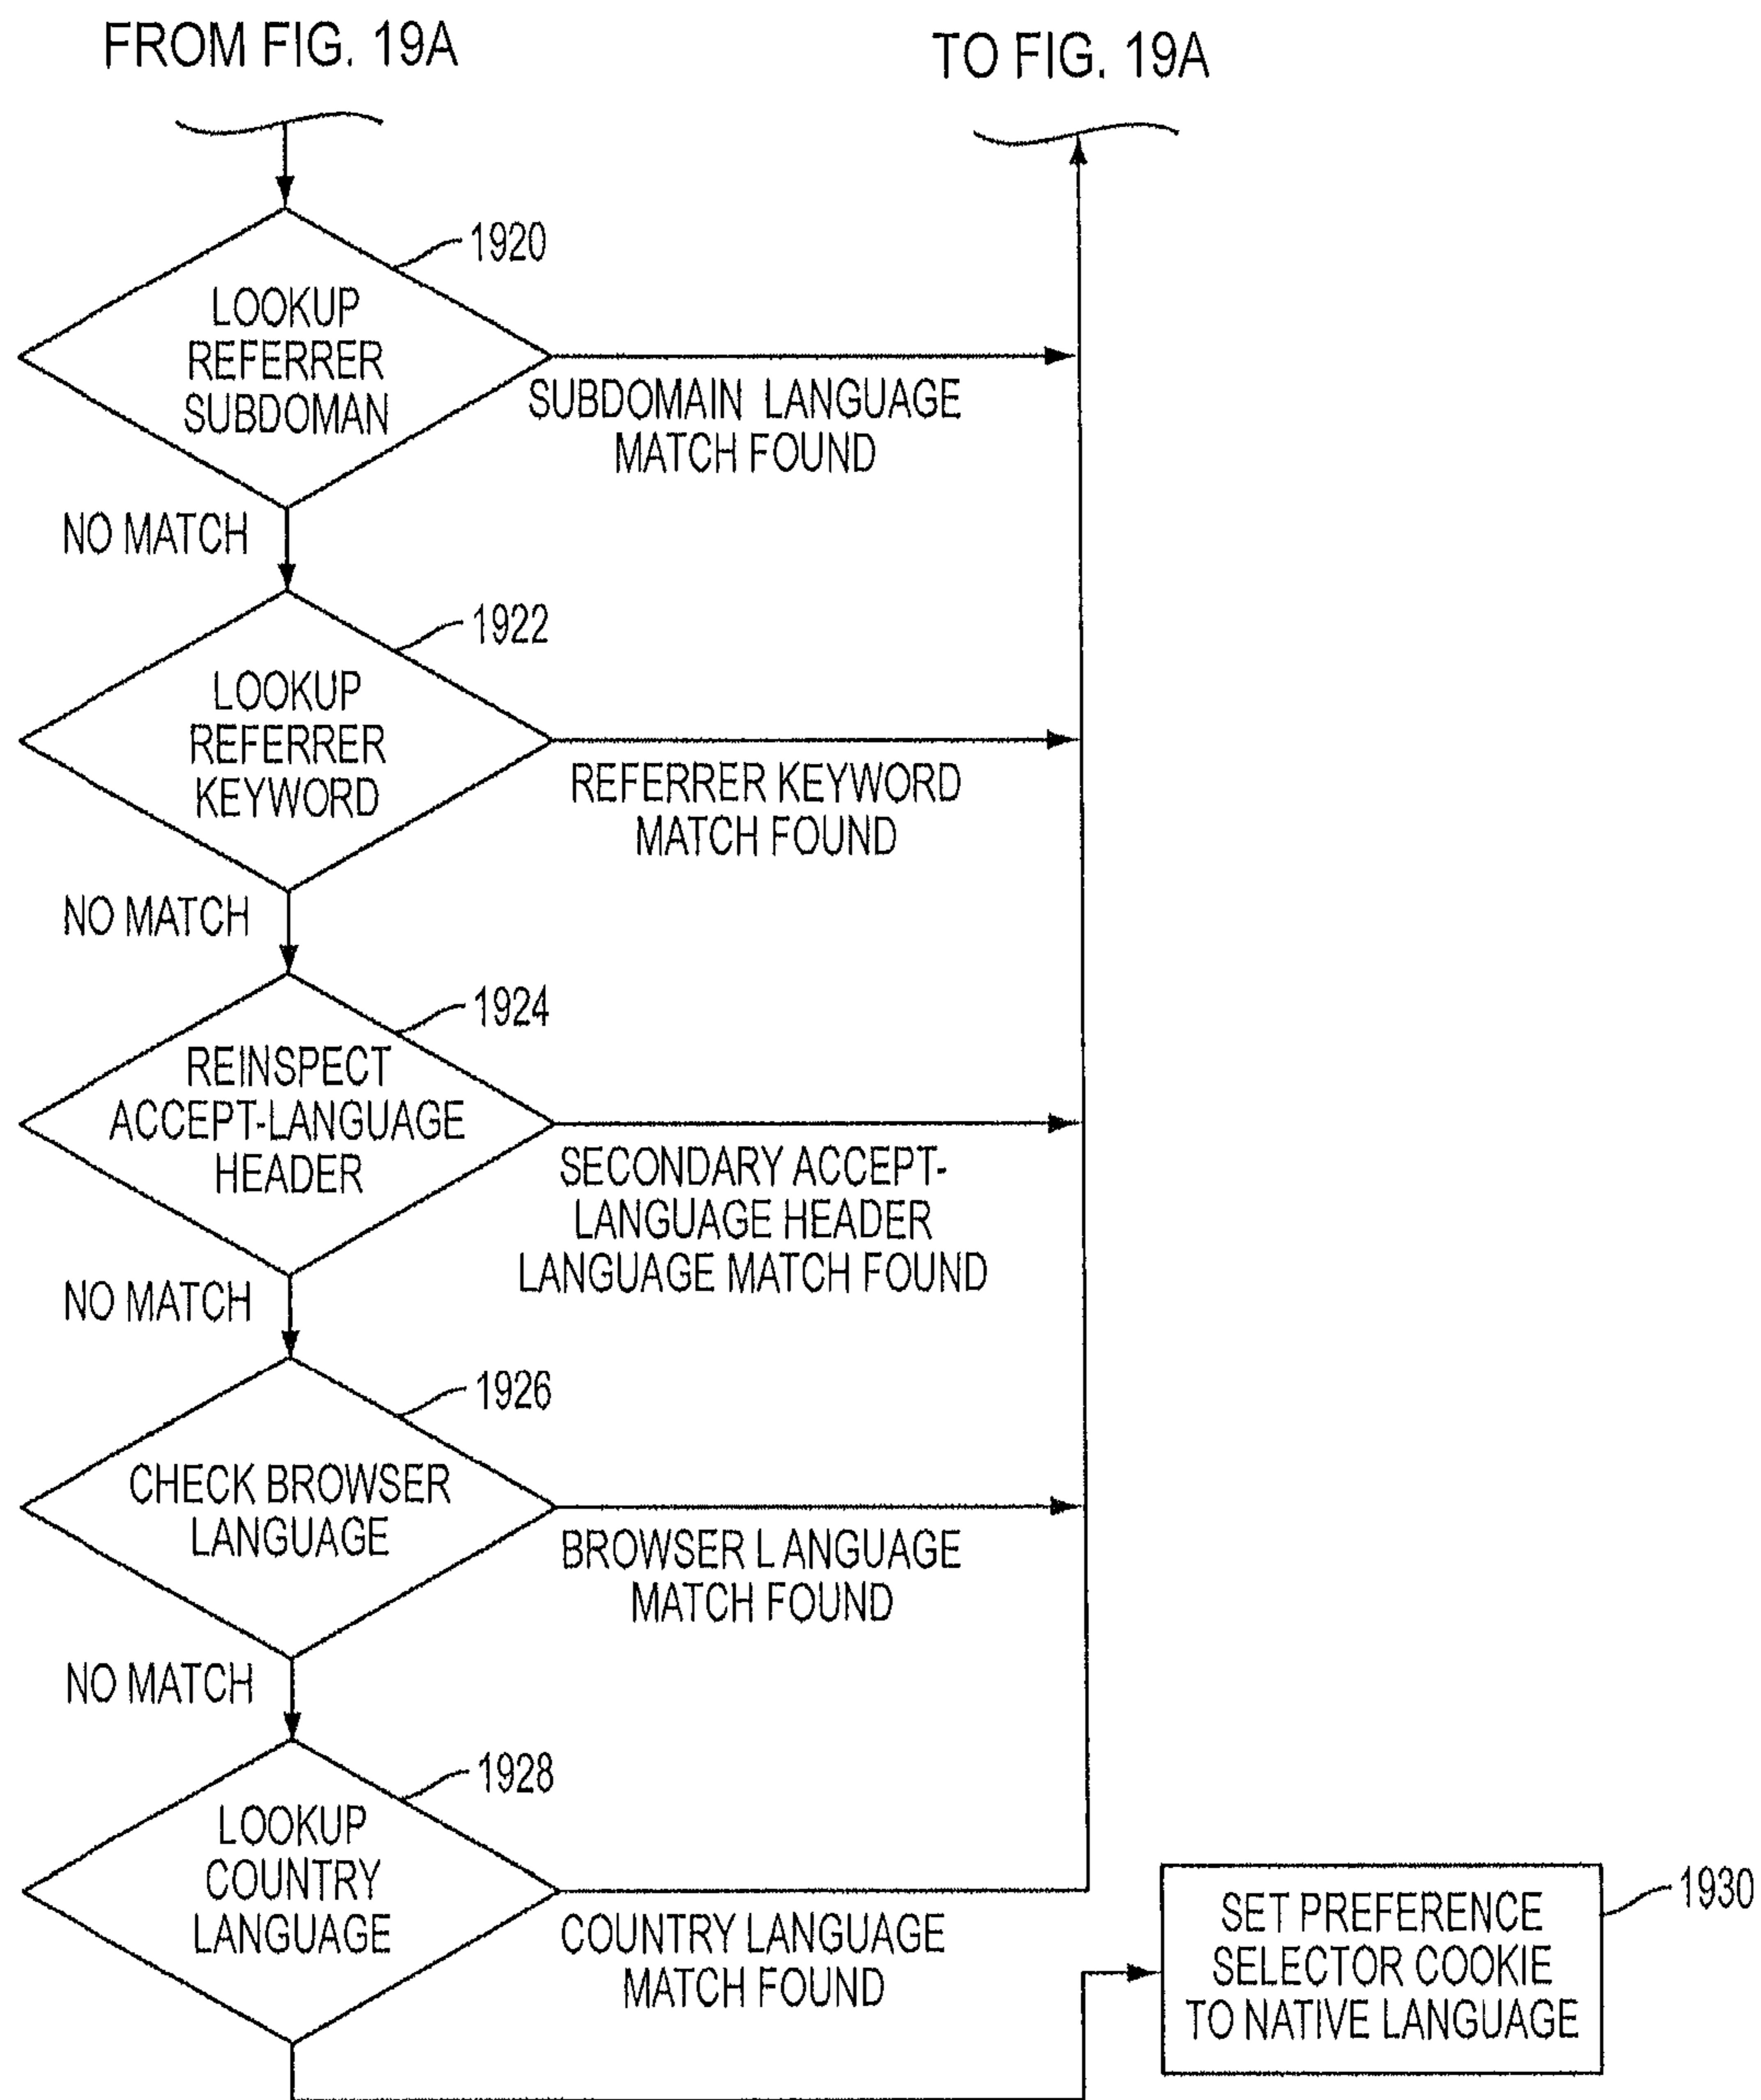 FROM FIG. 19A
TO FIG. 19A
1920
LOOKUP
REFERRER
SUBDOMAN
SUBDOMAIN LANGUAGE
MATCH FOUND
NO MATCH
1922
LOOKUP
REFERRER
KEYWORD
REFERRER KEYWORD
MATCH FOUND
NO MATCH
1924
REINSPECT
ACCEPT-LANGUAGE
HEADER
SECONDARY ACCEPT-
LANGUAGE HEADER
LANGUAGE MATCH FOUND
NO MATCH
1926
CHECK BROWSER
LANGUAGE
BROWSER LANGUAGE
MATCH FOUND
NO MATCH
1928
LOOKUP
COUNTRY
LANGUAGE
COUNTRY LANGUAGE
MATCH FOUND
1930
SET PREFERENCE
SELECTOR COOKIE
TO NATIVE LANGUAGE